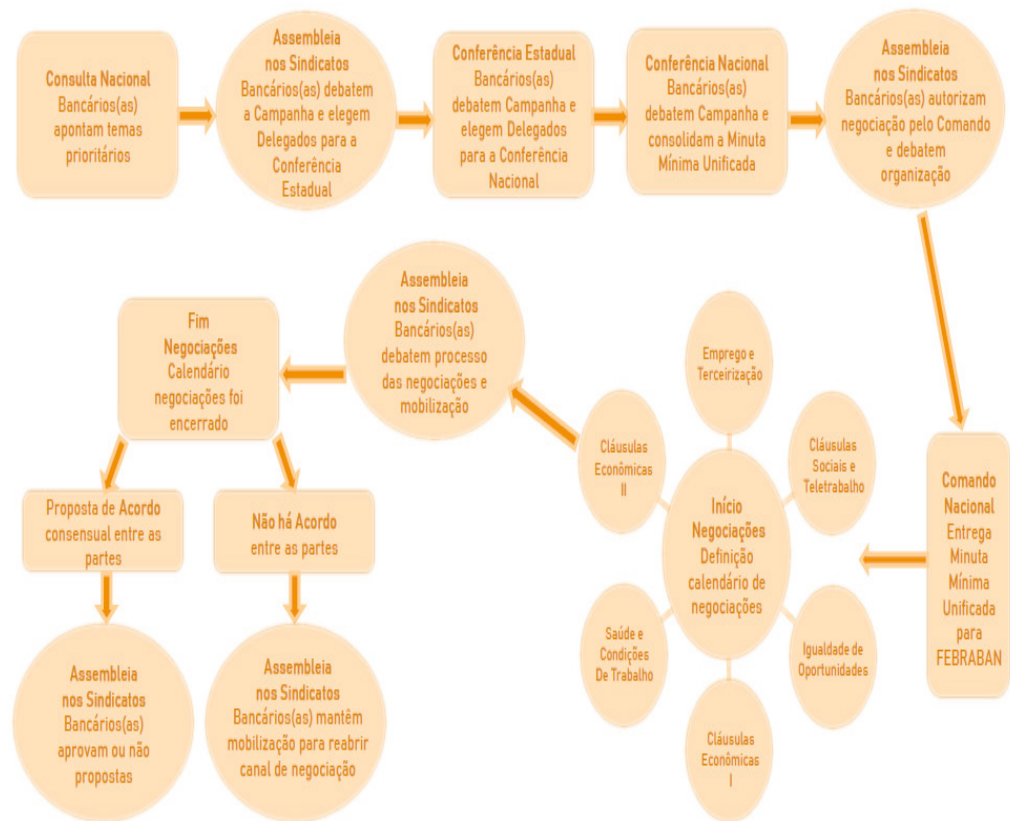 Consulta Nacional
Bancários(as)
apontam temas
prioritários
Assembleia
nos Sindicatos
Bancários(as) debatem
a Campanha e elegem
Delegados para a
Conferência
Estadual
Conferência Estadual
Bancários(as)
debatem Campanha e
elegem Delegados
para a Conferência
Nacional
Conferência Nacional
Bancários(as)
debatem Campanha e
consolidam a Minuta
Mínima Unificada
Assembleia
nos Sindicatos
Bancários(as) autorizam
negociação pelo Comando
e debatem
organização
Comando
Nacional
Entrega
Minuta
Mínima
Unificada
para
FEBRABAN
Início
Negociações
Definição
calendário de
negociações
Emprego e
Terceirização
Cláusulas
Sociais e
Teletrabalho
Igualdade de
Oportunidades
Cláusulas
Econômicas
I
Saúde e
Condições
De Trabalho
Cláusulas
Econômicas
II
Assembleia
nos Sindicatos
Bancários(as)
debatem processo
das negociações e
mobilização
Fim
Negociações
Calendário
negociações foi
encerrado
Proposta de Acordo
consensual entre as
partes
Não há Acordo
entre as partes
Assembleia
nos Sindicatos
Bancários(as)
aprovam ou não
propostas
Assembleia
nos Sindicatos
Bancários(as) mantêm
mobilização para reabrir
canal de negociação